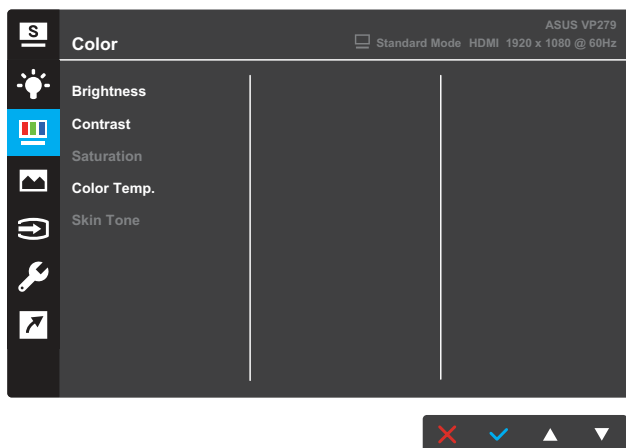 S
ASUS VP279
Color
Standard Mode HDMI 1920 x 1080 @ 60Hz
Brightness
Contrast
Saturation
Color Temp.
Skin Tone